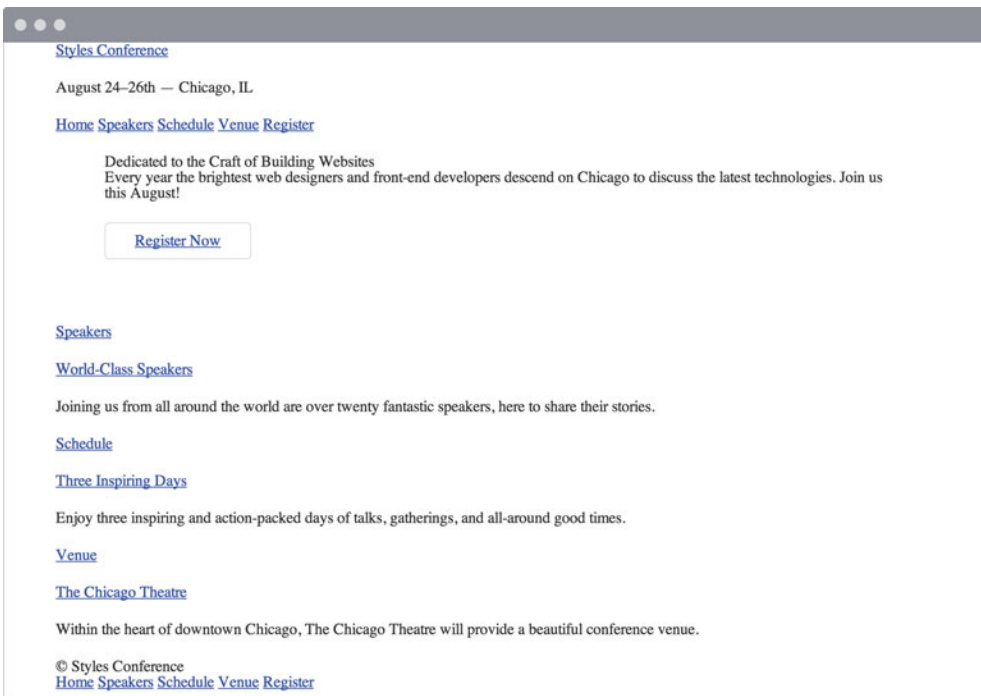 Styles Conference
August 24–26th — Chicago, IL
Home Speakers Schedule Venue Register
Dedicated to the Craft of Building Websites
Every year the brightest web designers and front-end developers descend on Chicago to discuss the latest technologies. Join us
this August!
Register Now
Speakers
World-Class Speakers
Joining us from all around the world are over twenty fantastic speakers, here to share their stories.
Schedule
Three Inspiring Days
Enjoy three inspiring and action-packed days of talks, gatherings, and all-around good times.
Venue
The Chicago Theatre
Within the heart of downtown Chicago, The Chicago Theatre will provide a beautiful conference venue.
© Styles Conference
Home Speakers Schedule Venue Register